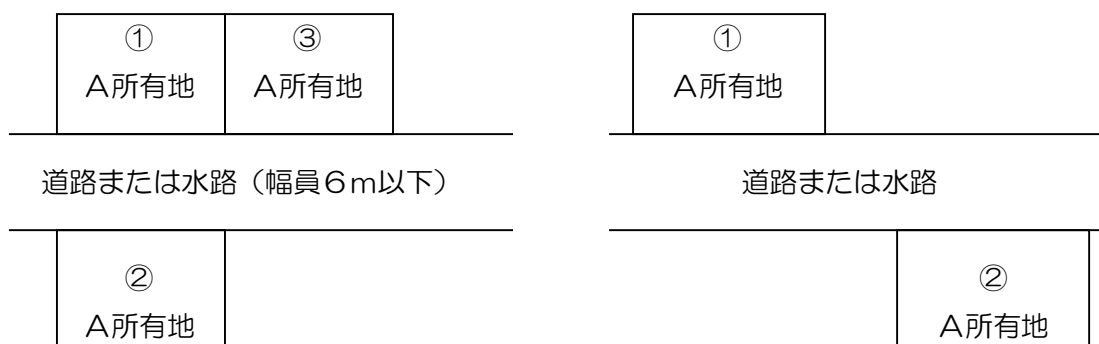 ① ③
A所有地 A所有地
道路または水路（幅員6m以下）
②
A所有地
①
A所有地
道路または水路
②
A所有地